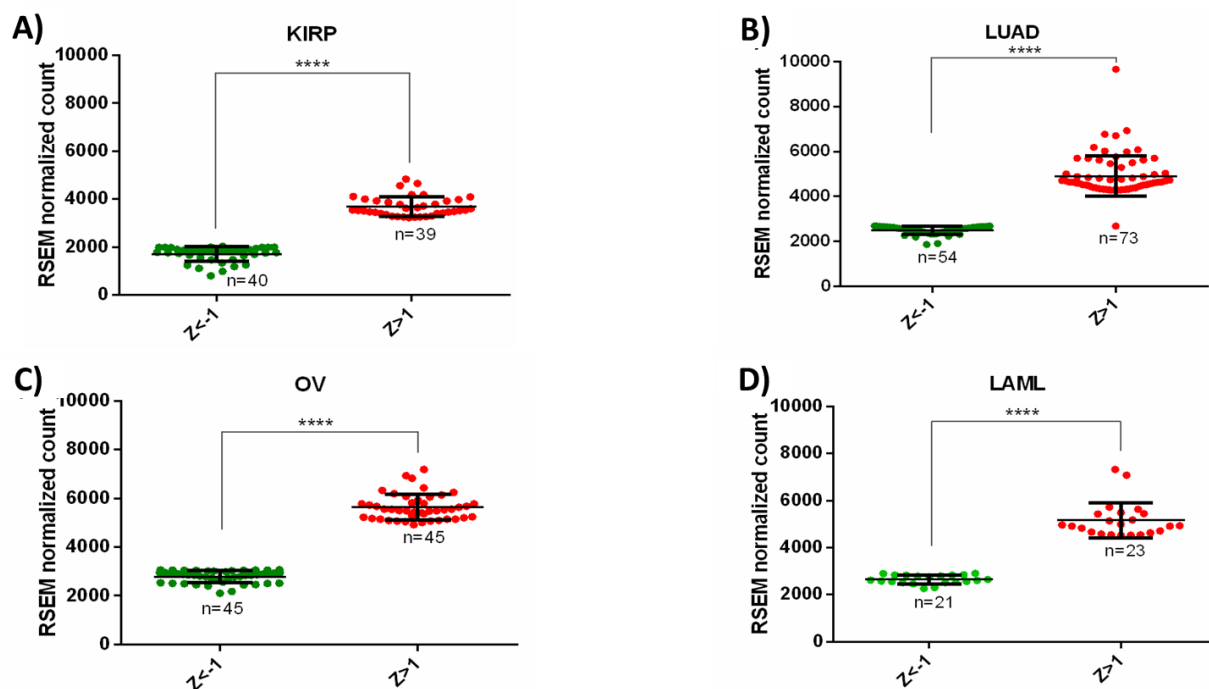 A)
KIRP
RSEM normalized count
10000
8000
6000
4000
2000
0
****
n=40
n=39
Z<-1
Z>1
B)
LUAD
RSEM normalized count
10000
8000
6000
4000
2000
0
****
n=54
n=73
Z<-1
Z>1
C)
OV
RSEM normalized count
10000
8000
6000
4000
2000
0
****
n=45
n=45
Z<-1
Z>1
D)
LAML
RSEM normalized count
10000
8000
6000
4000
2000
0
****
n=21
n=23
Z<-1
Z>1